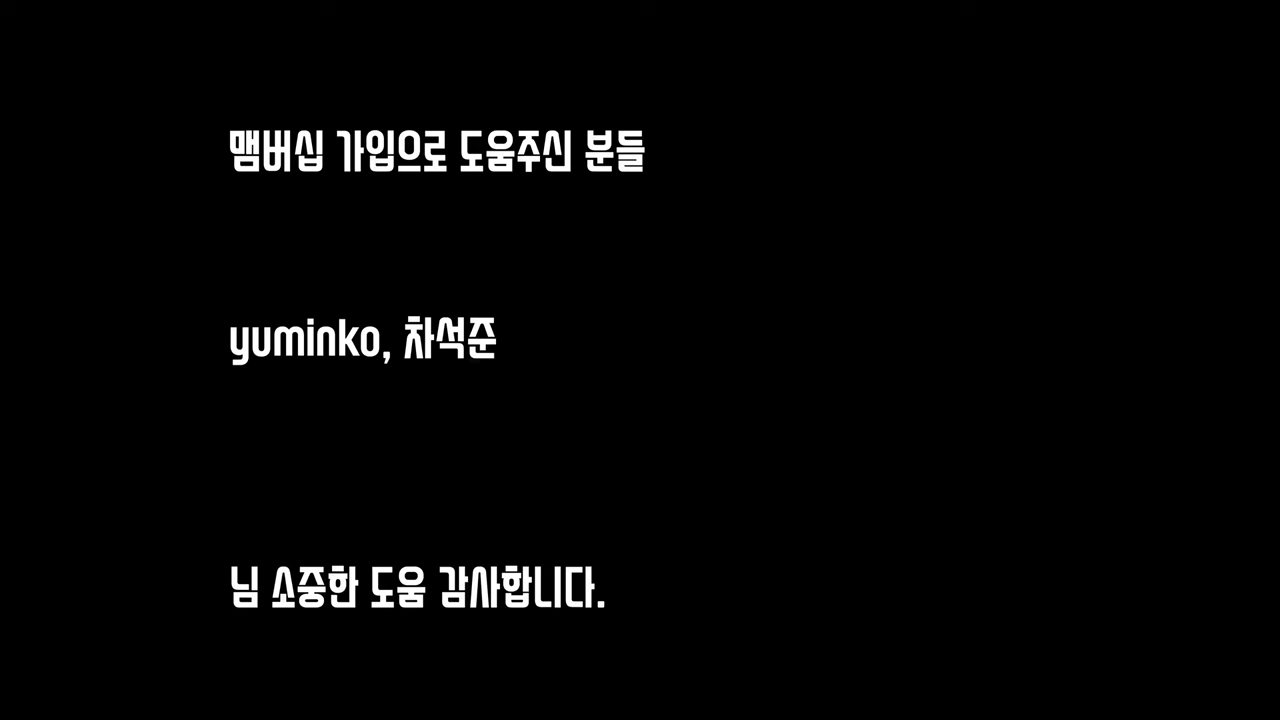 맴버십 가입으로 도움주신 분들
yuminko, 차석준
님 소중한 도움 감사합니다.